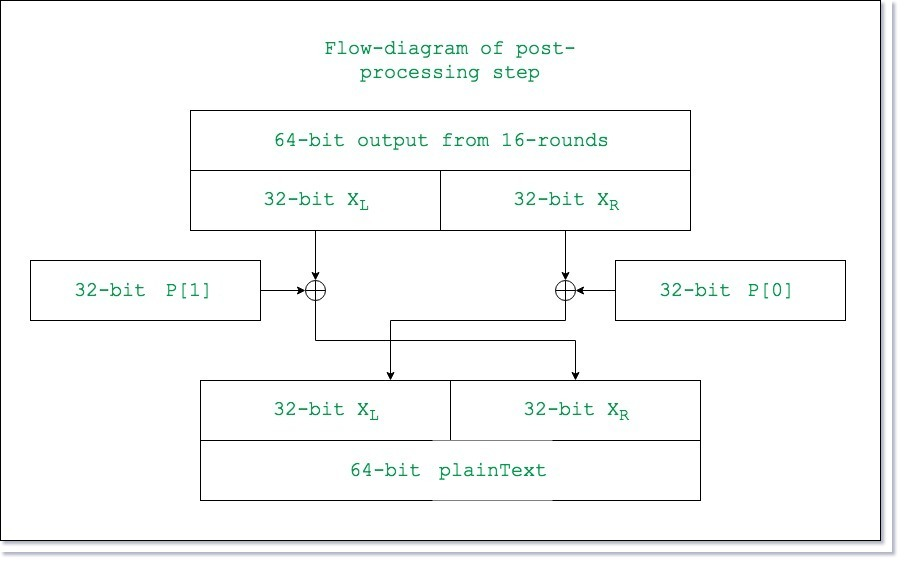 Flow-diagram of post-
processing step
64-bit output from 16-rounds
32-bit XL 32-bit XR
32-bit P[1] 32-bit P[0]
32-bit XL 32-bit XR
64-bit plainText